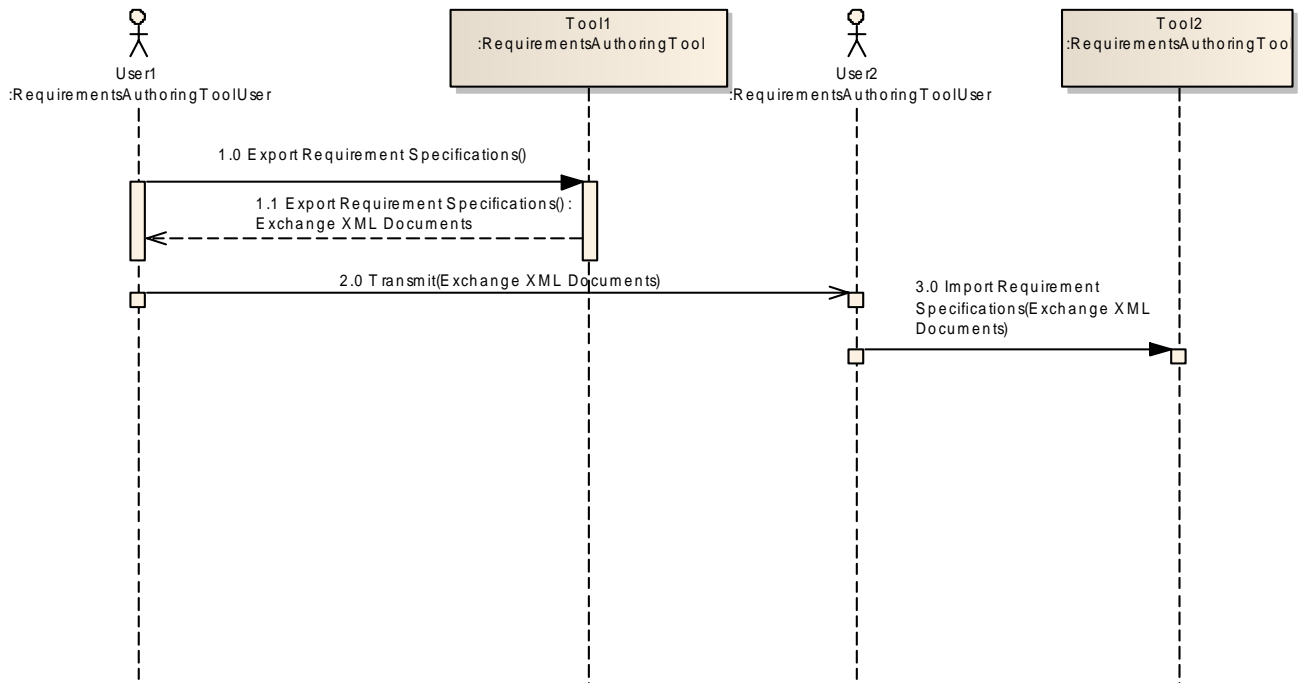 User1
:RequirementsAuthoringToolUser
Tool1
:RequirementsAuthoringTool
User2
:RequirementsAuthoringToolUser
Tool2
:RequirementsAuthoringTool
1.0 Export Requirement Specifications()
1.1 Export Requirement Specifications() :
Exchange XML Documents
2.0 Transmit(Exchange XML Documents)
3.0 Import Requirement
Specifications(Exchange XML
Documents)